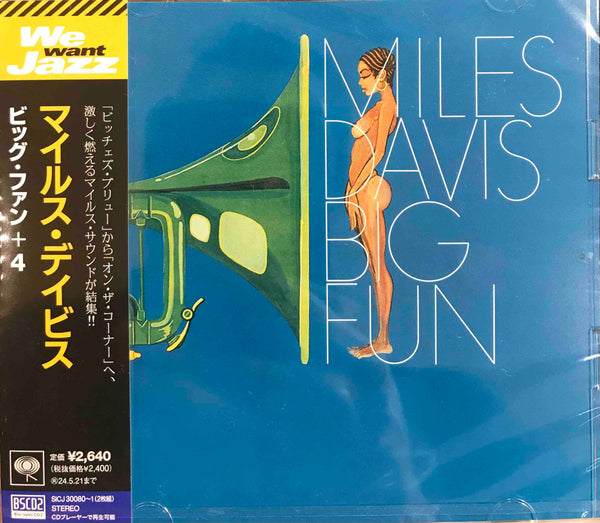 We
want
Jazz
マイルス・デイビス
ビッグ・ファン＋4
「ビッチェズ・ブリュー」から「オン・ザ・コーナー」へ、
激しく燃えるマイルス・サウンドが結集!!
定価 ¥2,640
(税抜価格¥2,400)
Ⓡ24.5.21まで
BSCD2
SICJ 30080〜1(2枚組)
STEREO
CDプレーヤーで再生可能
MILES
DAVIS
BIG
FUN